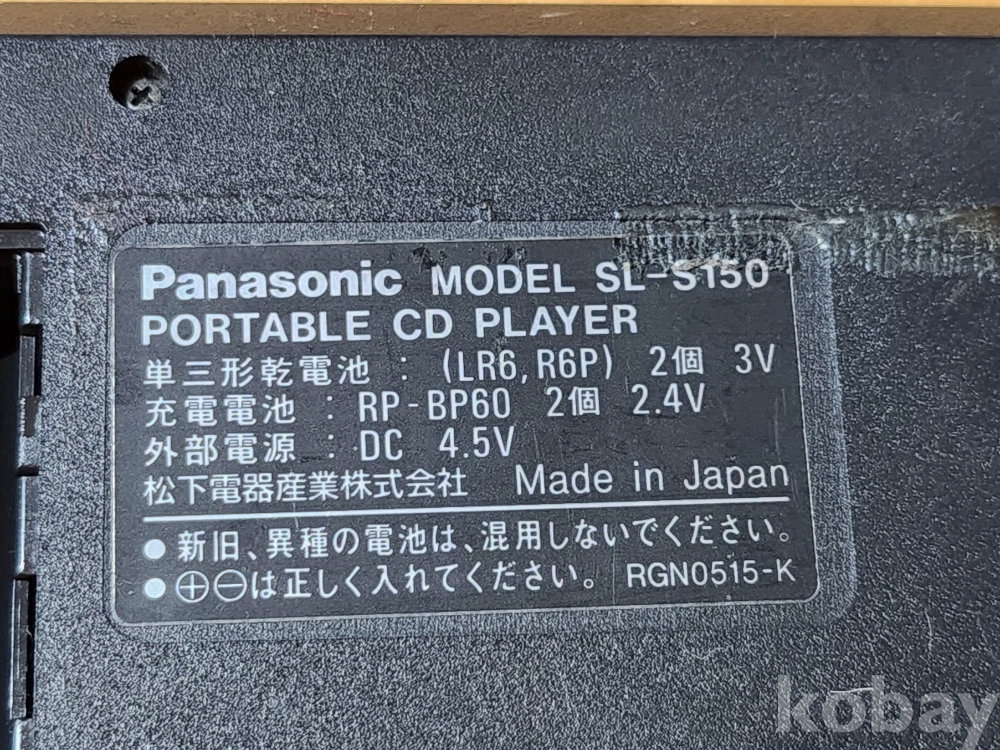 Panasonic MODEL SL-S150
PORTABLE CD PLAYER
単三形乾電池 : (LR6, R6P) 2個 3V
充電電池 : RP-BP60 2個 2.4V
外部電源 : DC 4.5V
松下電器産業株式会社 Made in Japan
● 新旧、異種の電池は、混用しないでください。
● ⊕⊖は正しく入れてください。 RGN0515-K
kobay